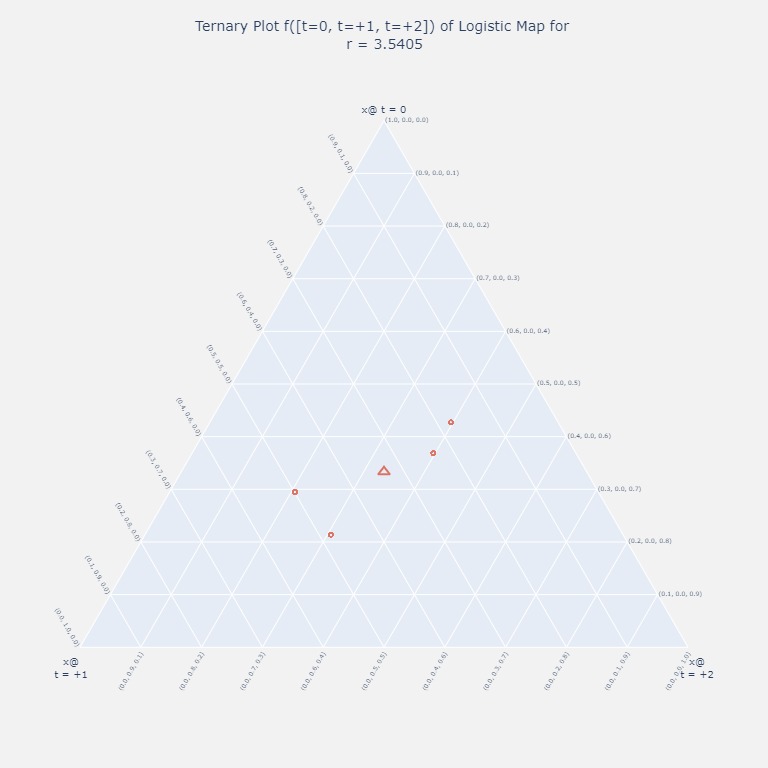 Ternary Plot f([t=0, t=+1, t=+2]) of Logistic Map for
r = 3.5405
x@ t = 0
(1.0, 0.0, 0.0)
(0.9, 0.1, 0.0)
(0.9, 0.0, 0.1)
(0.8, 0.2, 0.0)
(0.8, 0.0, 0.2)
(0.7, 0.3, 0.0)
(0.7, 0.0, 0.3)
(0.6, 0.4, 0.0)
(0.6, 0.0, 0.4)
(0.5, 0.5, 0.0)
(0.5, 0.0, 0.5)
(0.4, 0.6, 0.0)
(0.4, 0.0, 0.6)
(0.3, 0.7, 0.0)
(0.3, 0.0, 0.7)
(0.2, 0.8, 0.0)
(0.2, 0.0, 0.8)
(0.1, 0.9, 0.0)
(0.1, 0.0, 0.9)
(0.0, 1.0, 0.0)
x@
t = +1
(0.0, 0.9, 0.1)
(0.0, 0.8, 0.2)
(0.0, 0.7, 0.3)
(0.0, 0.6, 0.4)
(0.0, 0.5, 0.5)
(0.0, 0.4, 0.6)
(0.0, 0.3, 0.7)
(0.0, 0.2, 0.8)
(0.0, 0.1, 0.9)
(0.0, 0.0, 1.0)
x@
t = +2